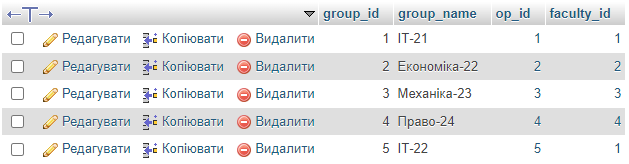 group_id group_name op_id faculty_id
Редагувати Копіювати Видалити 1 ІТ-21 1 1
Редагувати Копіювати Видалити 2 Економіка-22 2 2
Редагувати Копіювати Видалити 3 Механіка-23 3 3
Редагувати Копіювати Видалити 4 Право-24 4 4
Редагувати Копіювати Видалити 5 ІТ-22 5 1